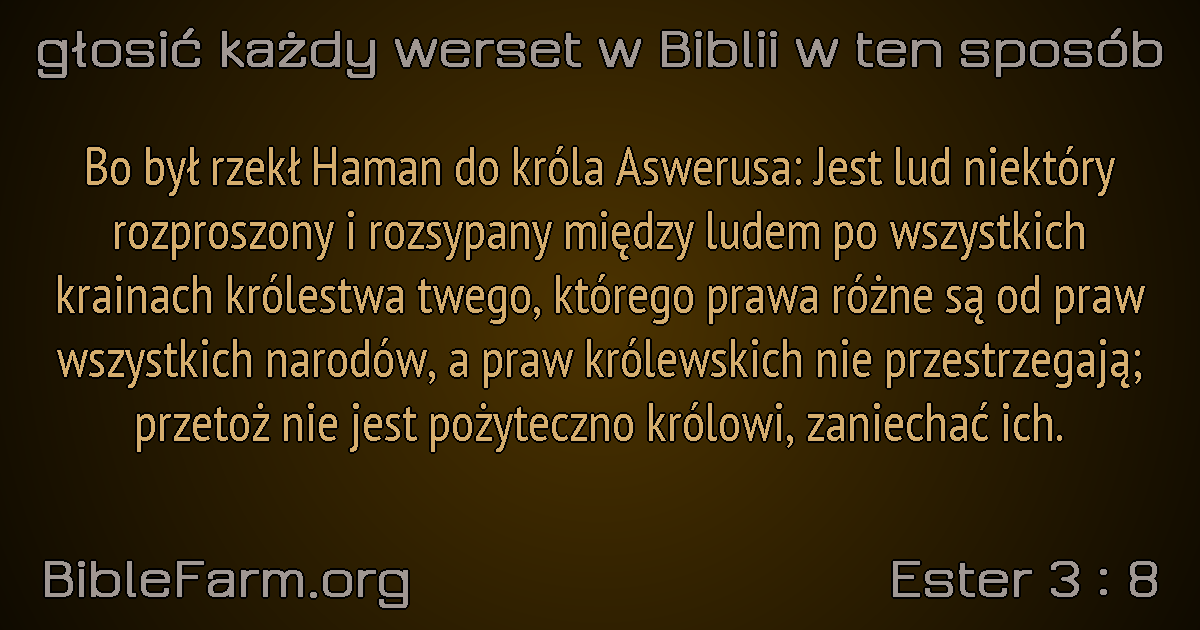 głosić każdy werset w Biblii w ten sposób
Bo był rzekł Haman do króla Aswerusa: Jest lud niektóry
rozproszony i rozsypany między ludem po wszystkich
krainach królestwa twego, którego prawa różne są od praw
wszystkich narodów, a praw królewskich nie przestrzegają;
przetoż nie jest pożyteczno królowi, zaniechać ich.
BibleFarm.org
Ester 3 : 8